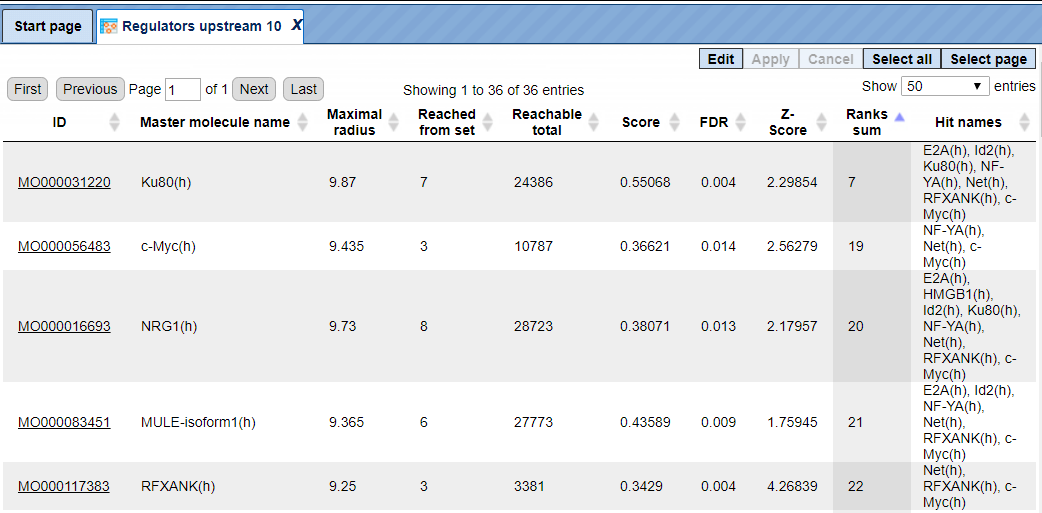 Start page
Regulators upstream 10 X
Edit Apply Cancel Select all Select page
First Previous Page 1 of 1 Next Last Showing 1 to 36 of 36 entries Show 50 entries
ID Master molecule name Maximal radius Reached from set Reachable total Score FDR Z-Score Ranks sum Hit names
MO000031220 Ku80(h) 9.87 7 24386 0.55068 0.004 2.29854 7
E2A(h), Id2(h),
Ku80(h), NF-
YA(h), Net(h),
RFXANK(h), c-
Myc(h)
MO000056483 c-Myc(h) 9.435 3 10787 0.36621 0.014 2.56279 19
NF-YA(h),
Net(h), c-
Myc(h)
MO000016693 NRG1(h) 9.73 8 28723 0.38071 0.013 2.17957 20
E2A(h),
HMGB1(h),
Id2(h), Ku80(h),
NF-YA(h),
Net(h),
RFXANK(h), c-
Myc(h)
MO000083451 MULE-isoform1(h) 9.365 6 27773 0.43589 0.009 1.75945 21
E2A(h), Id2(h),
NF-YA(h),
Net(h),
RFXANK(h), c-
Myc(h)
MO000117383 RFXANK(h) 9.25 3 3381 0.3429 0.004 4.26839 22
Net(h),
RFXANK(h), c-
Myc(h)